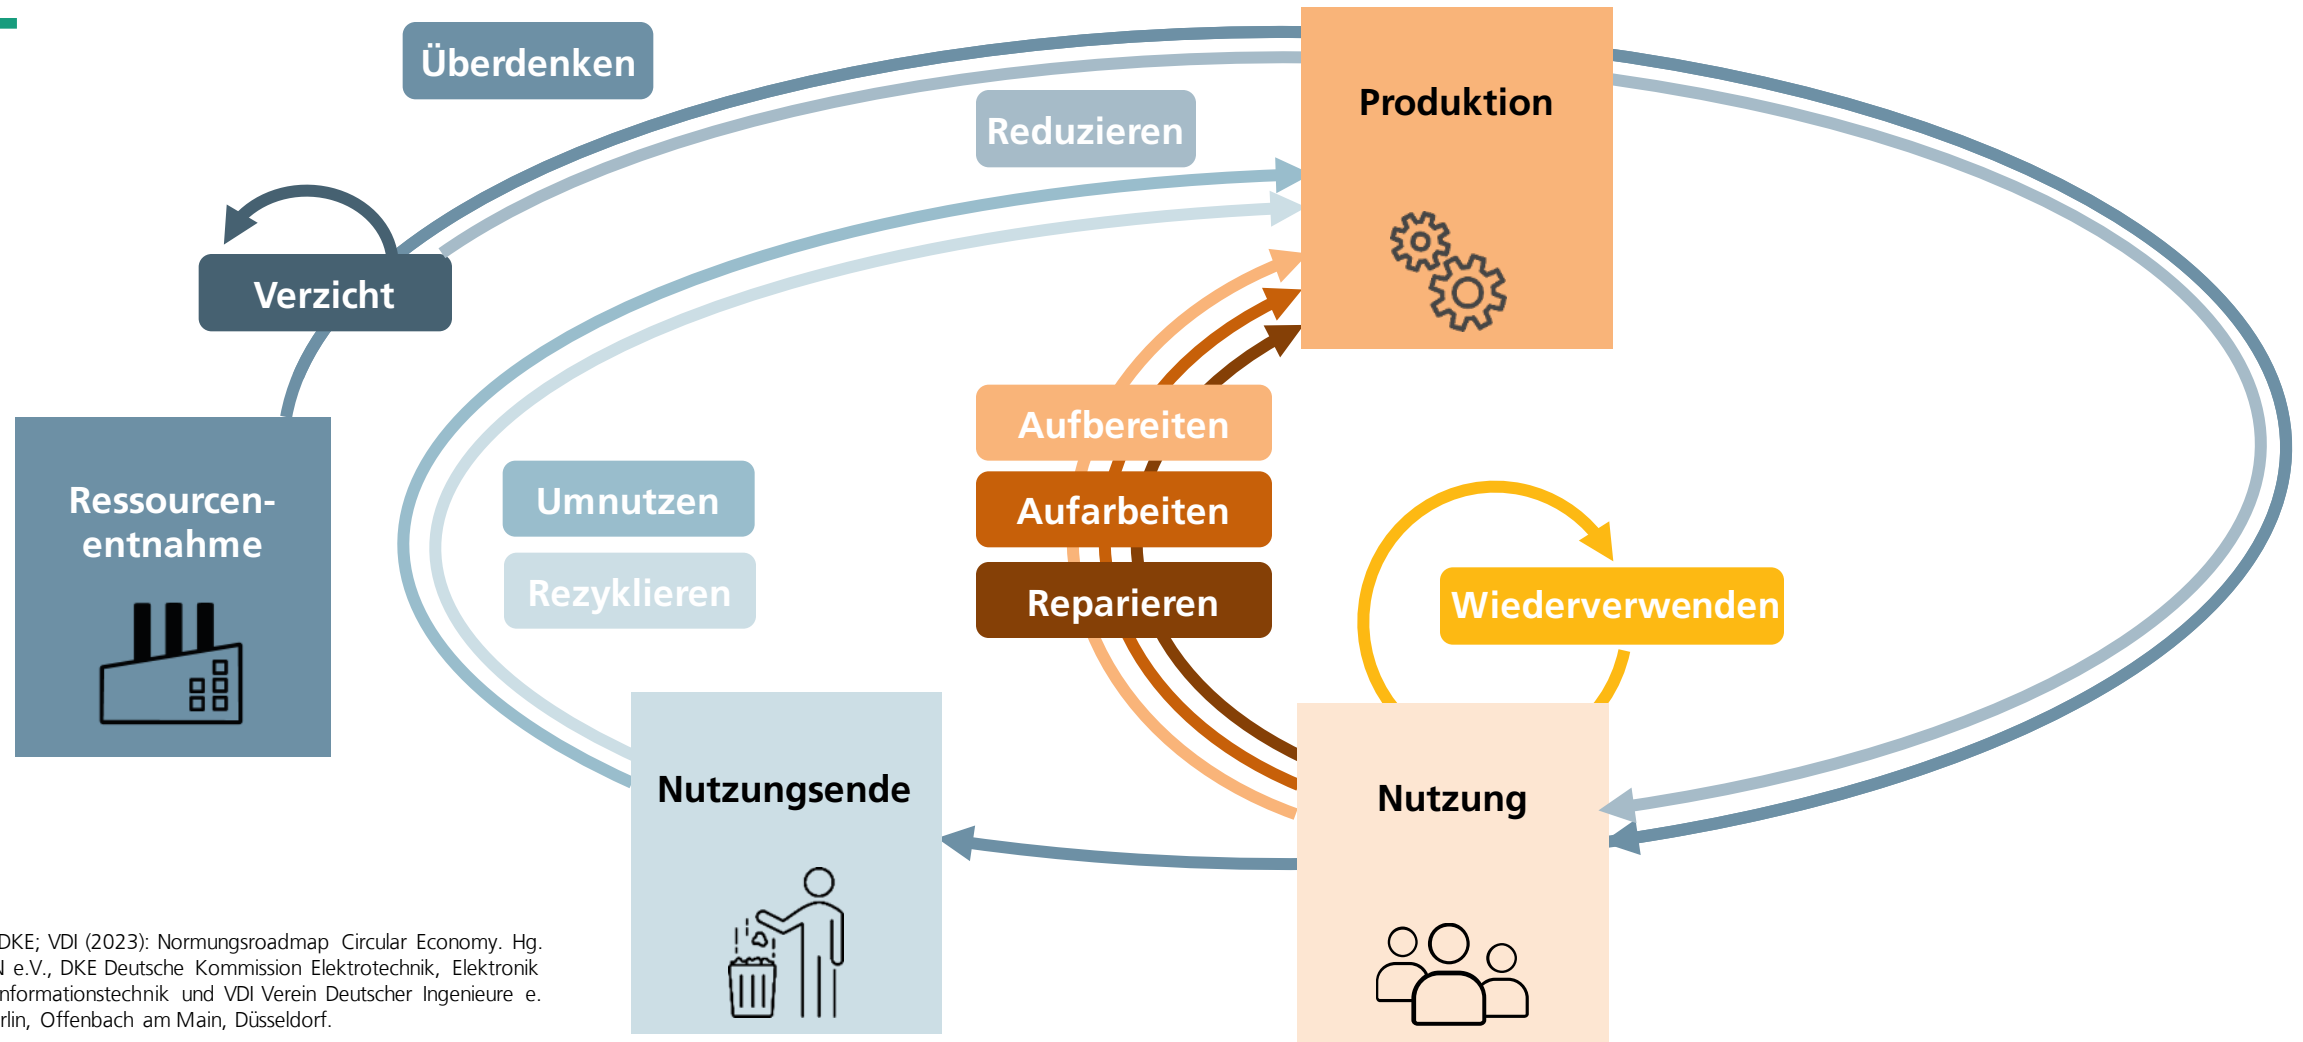 Überdenken
Produktion
Reduzieren
Verzicht
Aufbereiten
Ressourcen-
entnahme
Umnutzen
Aufarbeiten
Rezyklieren
Reparieren
Wiederverwenden
Nutzungsende
Nutzung
DKE; VDI (2023): Normungsroadmap Circular Economy. Hg.
e.V., DKE Deutsche Kommission Elektrotechnik, Elektronik
nformationstechnik und VDI Verein Deutscher Ingenieure e.
rlin, Offenbach am Main, Düsseldorf.